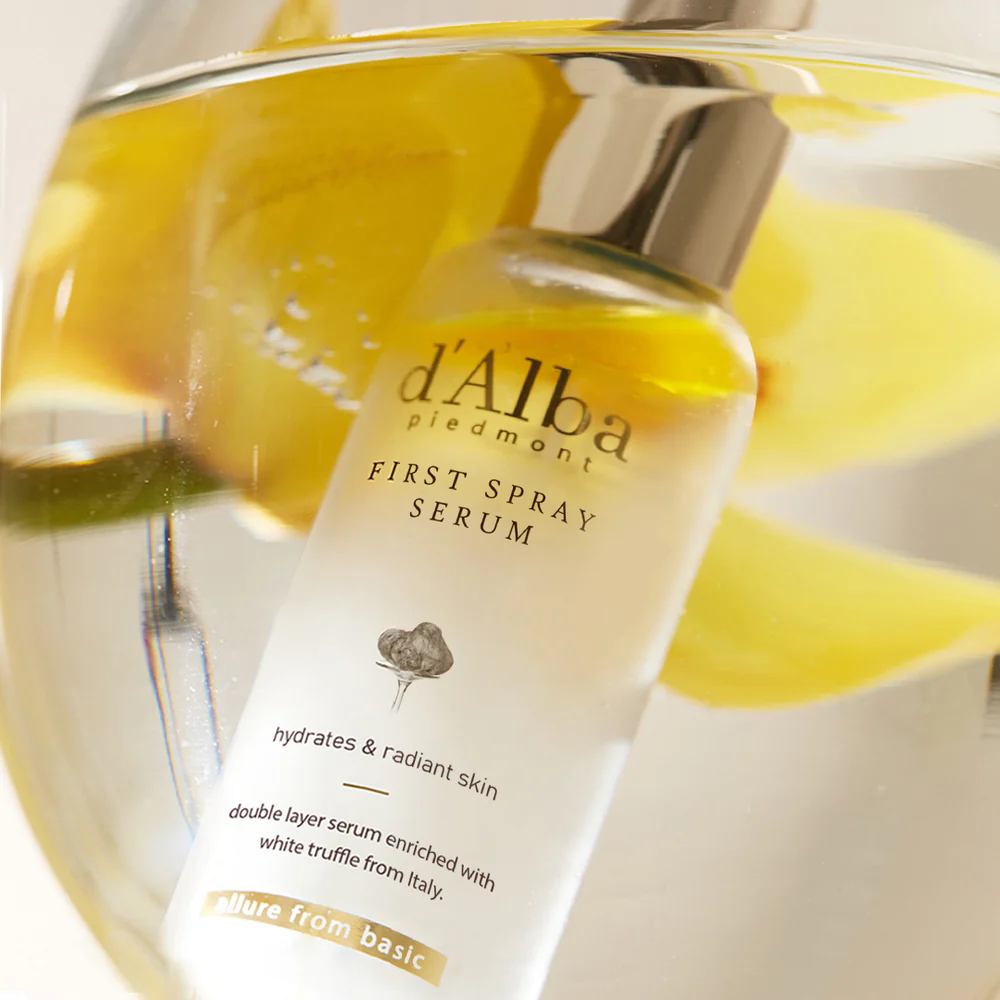 d'Alba
piedmont
FIRST SPRAY
SERUM
hydrates & radiant skin
double layer serum enriched with
white truffle from Italy.
allure from basic